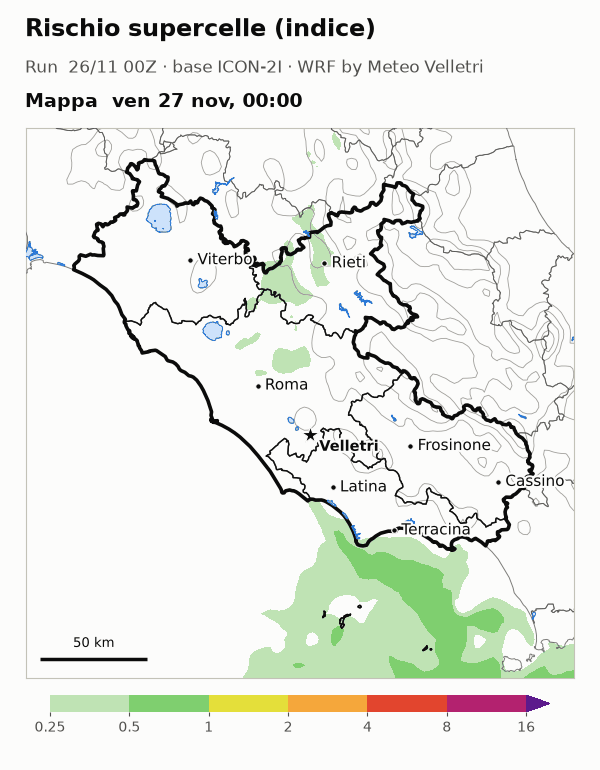 Rischio supercelle (indice)
Run  26/11 00Z · base ICON-2I · WRF by Meteo Velletri
Mappa  ven 27 nov, 00:00
Viterbo
Rieti
Roma
Velletri
Frosinone
Latina
Cassino
Terracina
50 km
0.25 0.5 1 2 4 8 16